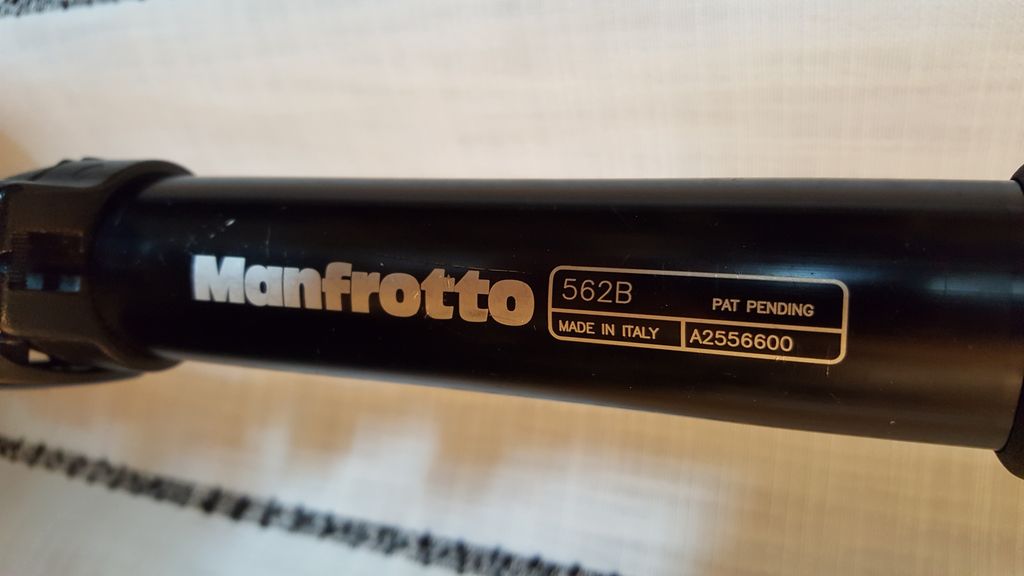 Manfrotto
562B
PAT PENDING
MADE IN ITALY
A2556600